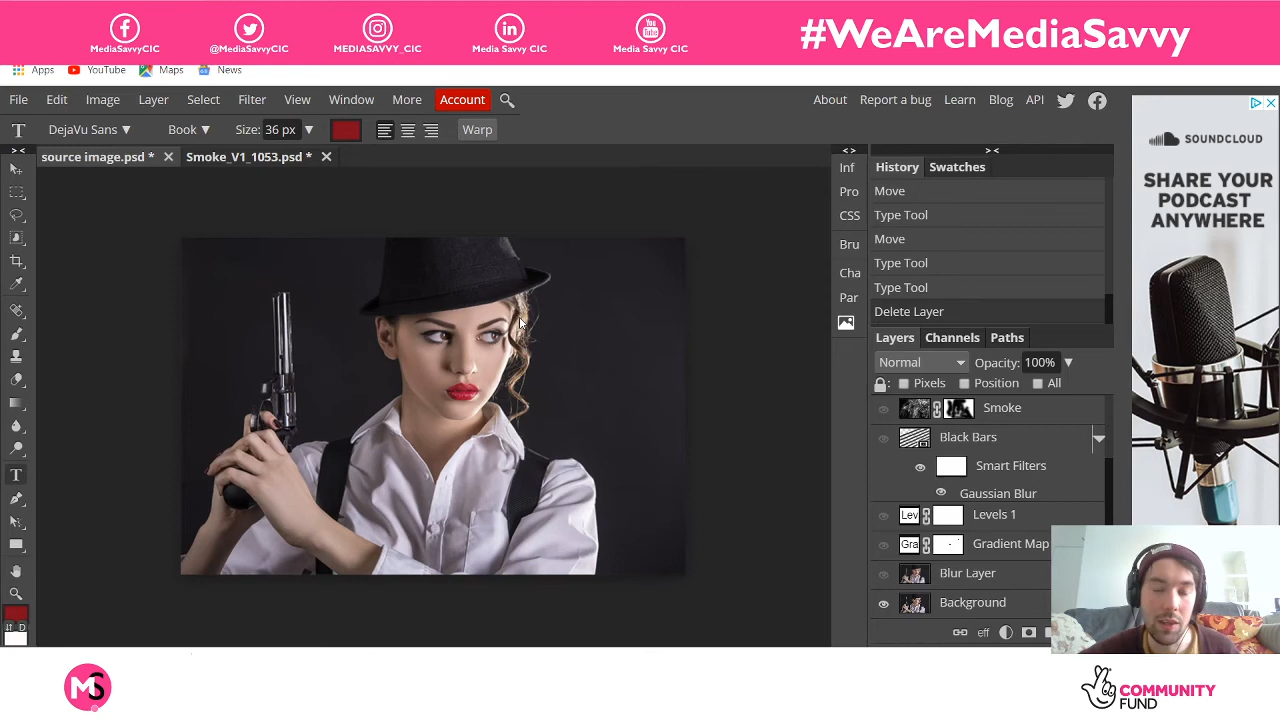 MediaSavvyCIC
@MediaSavvyCIC
MEDIASAVVY_CIC
Media Savvy CIC
You Tube
Media Savvy CIC
#WeAreMediaSavvy
Apps YouTube Maps News
File Edit Image Layer Select Filter View Window More Account
About Report a bug Learn Blog API
T DejaVu Sans Book Size: 36 px Warp
source image.psd * Smoke_V1_1053.psd *
Inf
Pro
CSS
Bru
Cha
Par
History Swatches
Move
Type Tool
Move
Type Tool
Type Tool
Delete Layer
Layers Channels Paths
Normal Opacity: 100%
: Pixels Position All
Smoke
Black Bars
Smart Filters
Gaussian Blur
Lev Levels 1
Gra Gradient Map
Blur Layer
Background
eff
T
D
SOUNDCLOUD
SHARE YOUR
PODCAST
ANYWHERE
MS
COMMUNITY
FUND